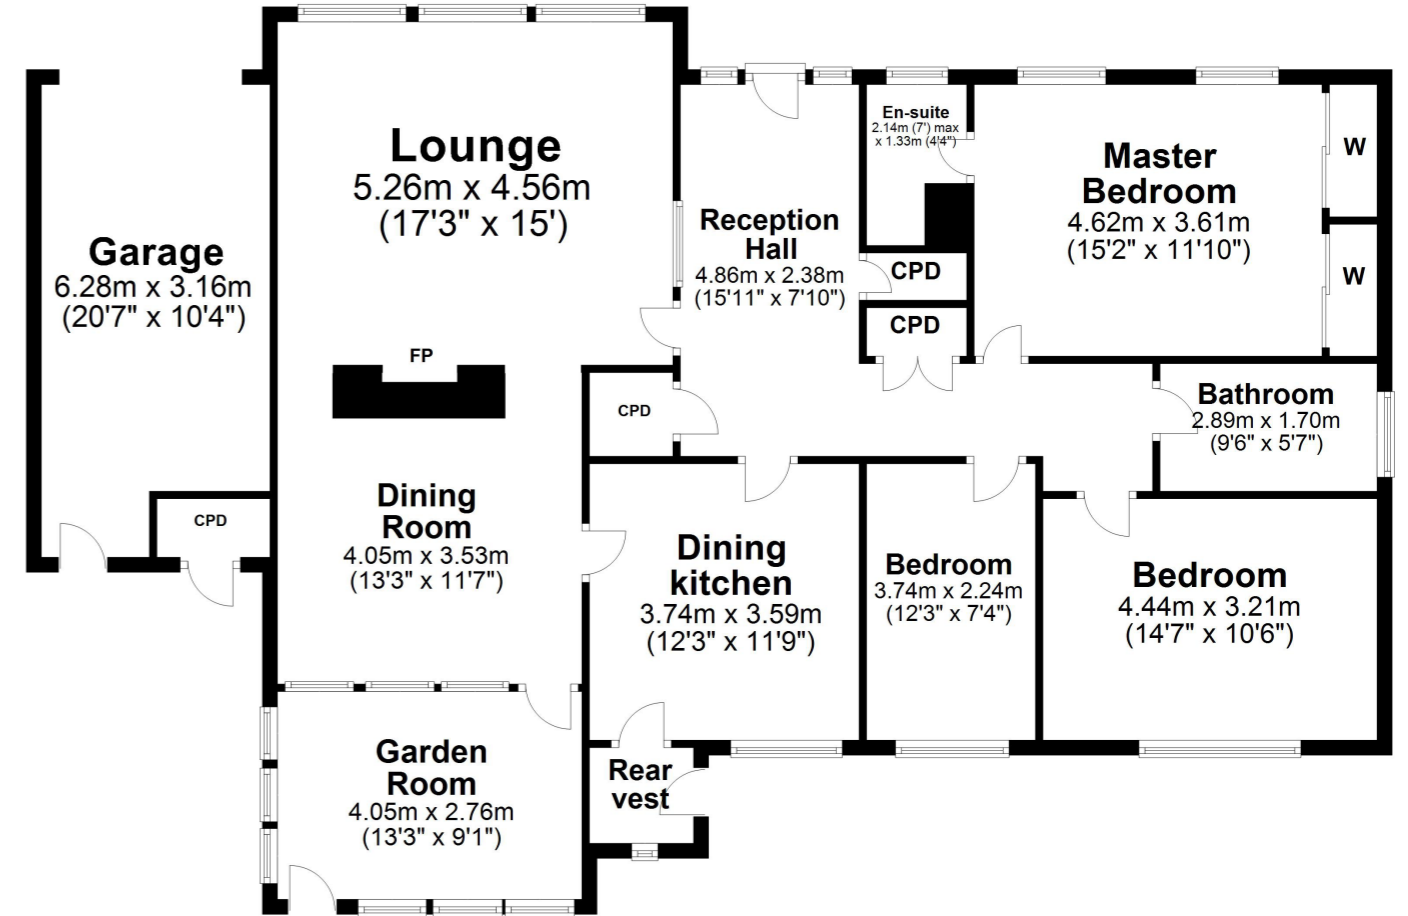 Garage
6.28m x 3.16m
(20'7" x 10'4")
CPD
Lounge
5.26m x 4.56m
(17'3" x 15')
FP
Dining
Room
4.05m x 3.53m
(13'3" x 11'7")
Garden
Room
4.05m x 2.76m
(13'3" x 9'1")
Reception
Hall
4.86m x 2.38m
(15'11" x 7'10")
CPD
Dining
kitchen
3.74m x 3.59m
(12'3" x 11'9")
Rear
vest
En-suite
2.14m (7') max
x 1.33m (4'4")
CPD
CPD
Master
Bedroom
4.62m x 3.61m
(15'2" x 11'10")
W
W
Bathroom
2.89m x 1.70m
(9'6" x 5'7")
Bedroom
3.74m x 2.24m
(12'3" x 7'4")
Bedroom
4.44m x 3.21m
(14'7" x 10'6")